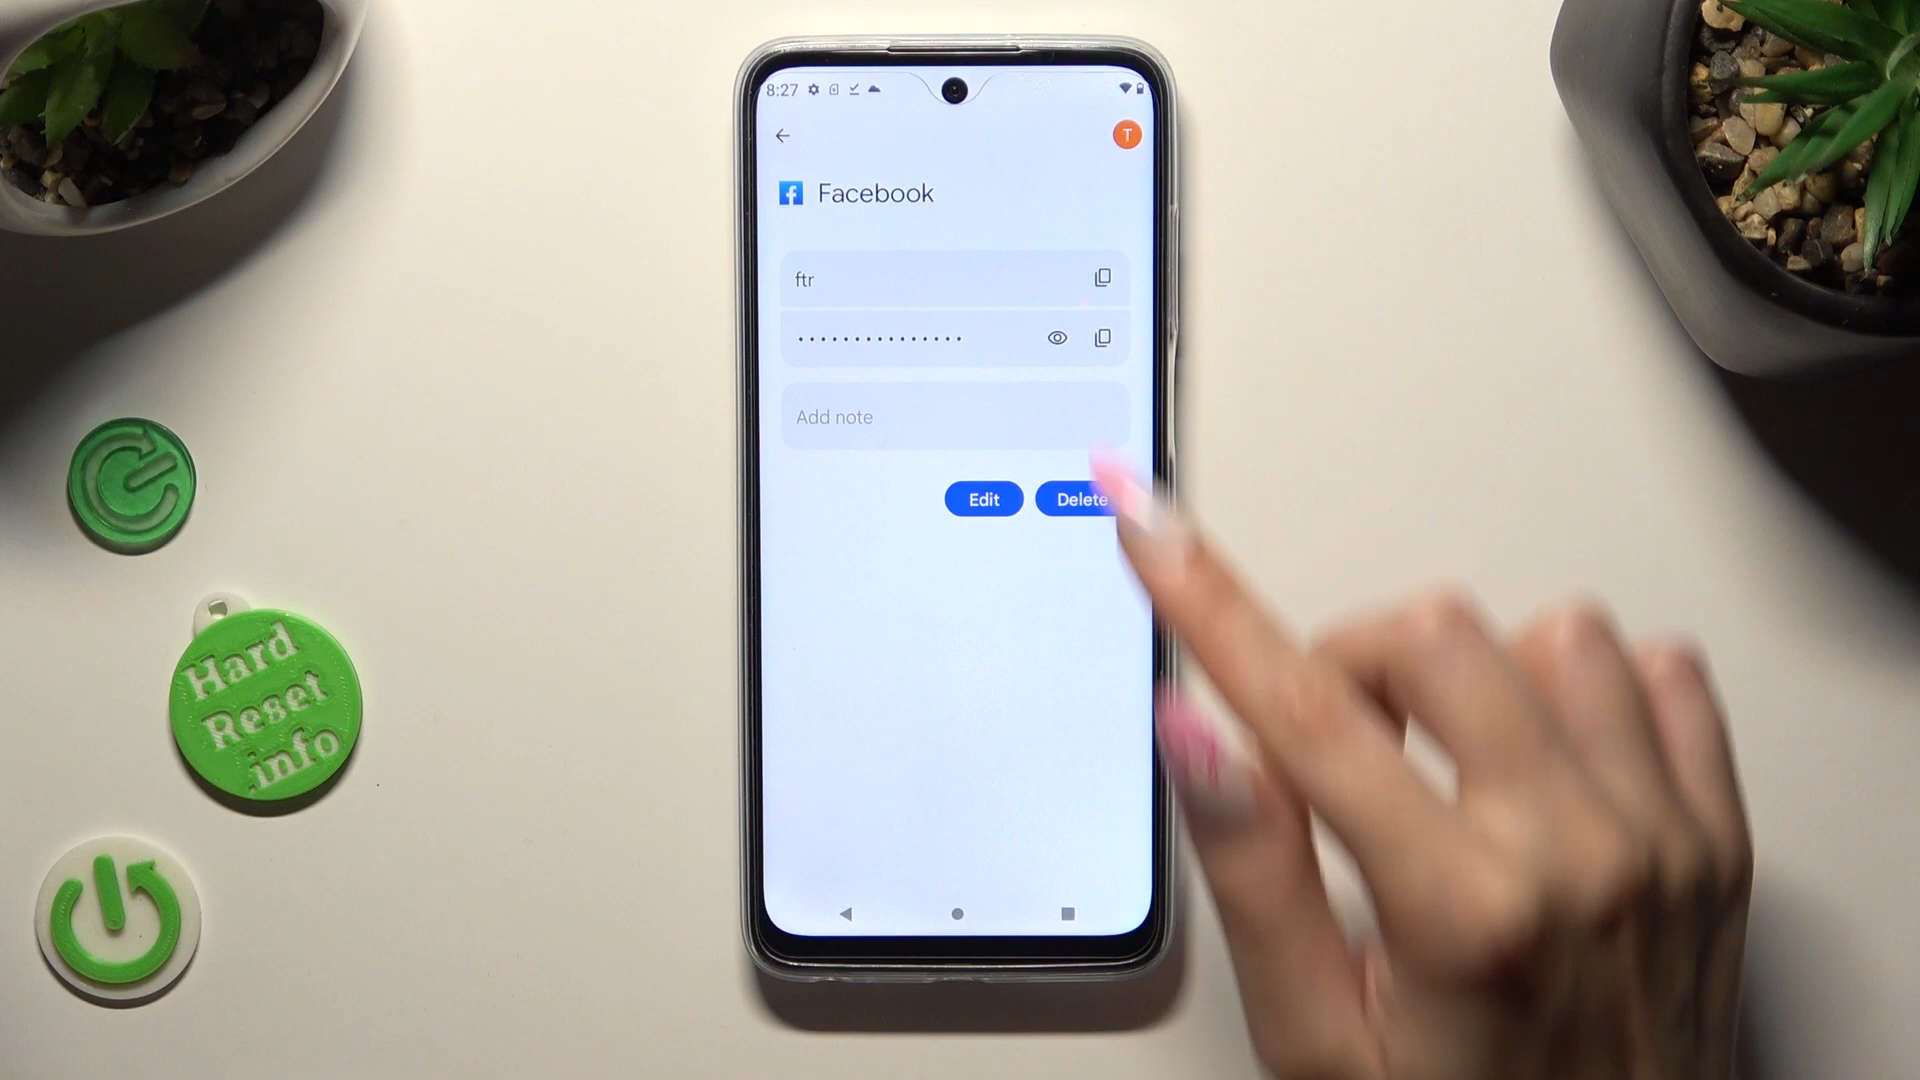 8:27
T
f Facebook
ftr
Add note
Edit Delete
Hard
Reset
.info